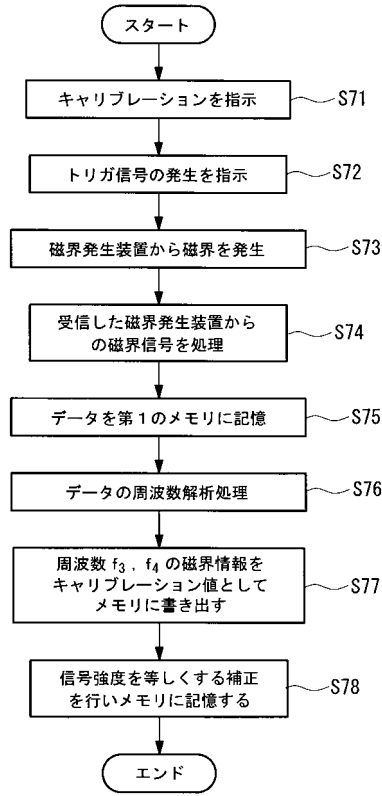 スタート
キャリブレーションを指示
S71
トリガ信号の発生を指示
S72
磁界発生装置から磁界を発生
S73
受信した磁界発生装置から
の磁界信号を処理
S74
データを第１のメモリに記憶
S75
データの周波数解析処理
S76
周波数 f3 , f4 の磁界情報を
キャリブレーション値として
メモリに書き出す
S77
信号強度を等しくする補正
を行いメモリに記憶する
S78
エンド